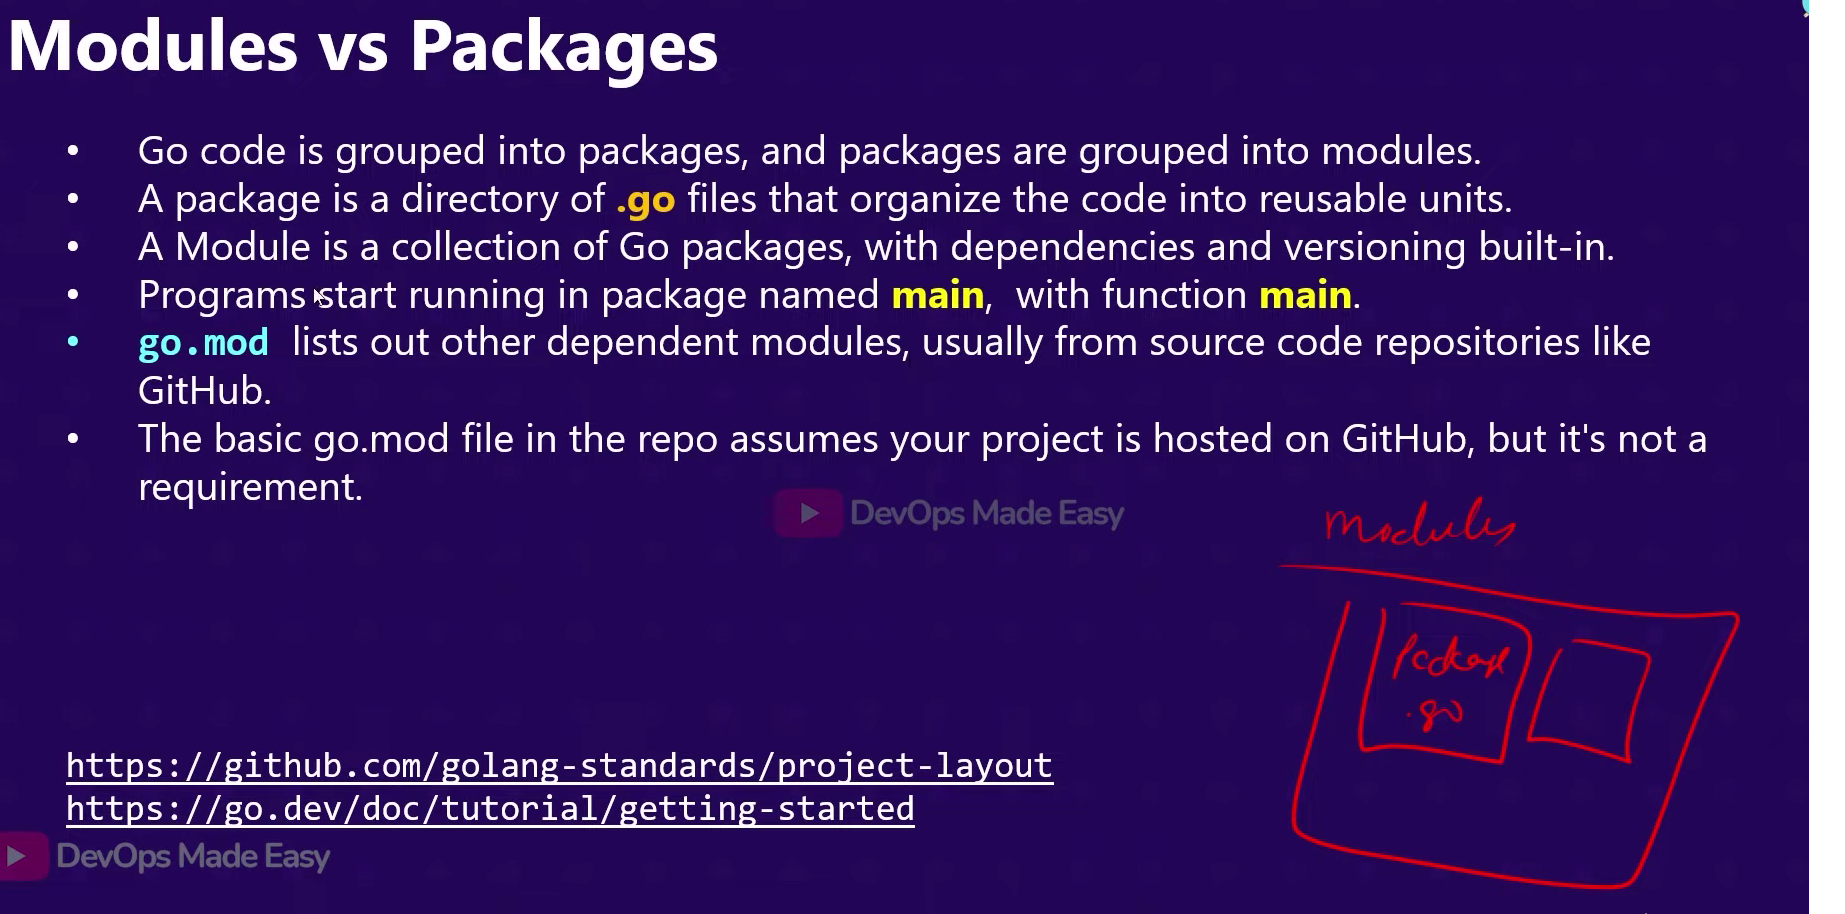 Modules vs Packages
• Go code is grouped into packages, and packages are grouped into modules.
• A package is a directory of .go files that organize the code into reusable units.
• A Module is a collection of Go packages, with dependencies and versioning built-in.
• Programs start running in package named main, with function main.
• go.mod lists out other dependent modules, usually from source code repositories like
GitHub.
• The basic go.mod file in the repo assumes your project is hosted on GitHub, but it's not a
requirement.
DevOps Made Easy
Modules
Package
.go
https://github.com/golang-standards/project-layout
https://go.dev/doc/tutorial/getting-started
DevOps Made Easy